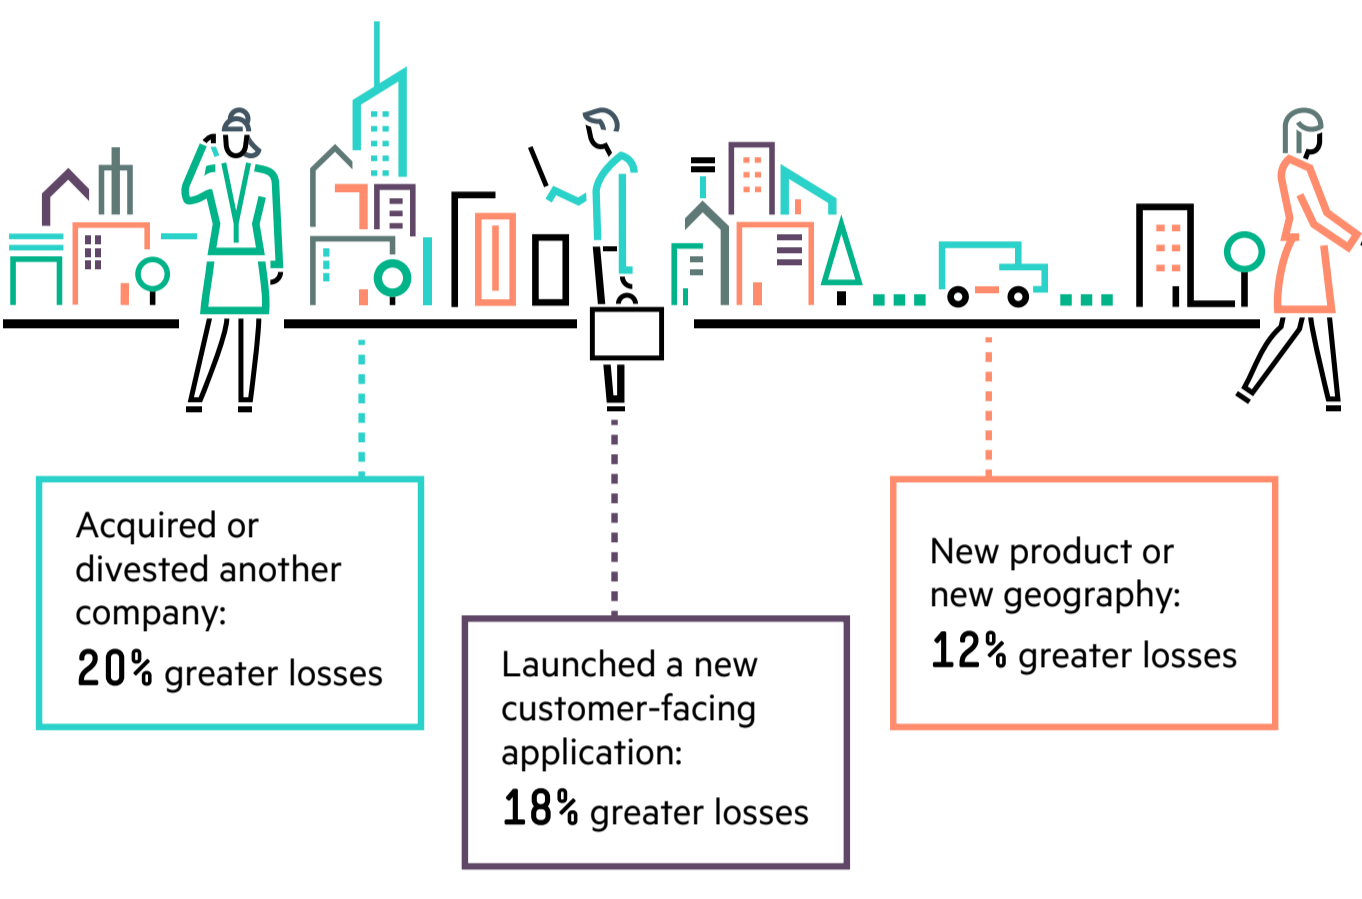 Acquired or
divested another
company:
20% greater losses
Launched a new
customer-facing
application:
18% greater losses
New product or
new geography:
12% greater losses